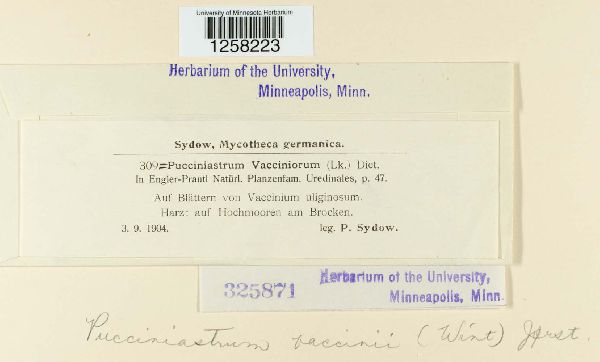 University of Minnesota Herbarium
1258223
Herbarium of the University,
Minneapolis, Minn.
Sydow, Mycotheca germanica.
309. Pucciniastrum Vacciniorum (Lk.) Diet.
In Engler-Prantl Natürl. Planzenfam. Uredinales, p. 47.
Auf Blättern von Vaccinium uliginosum.
Harz: auf Hochmooren am Brocken.
3. 9. 1904. leg. P. Sydow.
325871
Herbarium of the University,
Minneapolis, Minn.
Pucciniastrum vaccinii (Wint) Jørst.